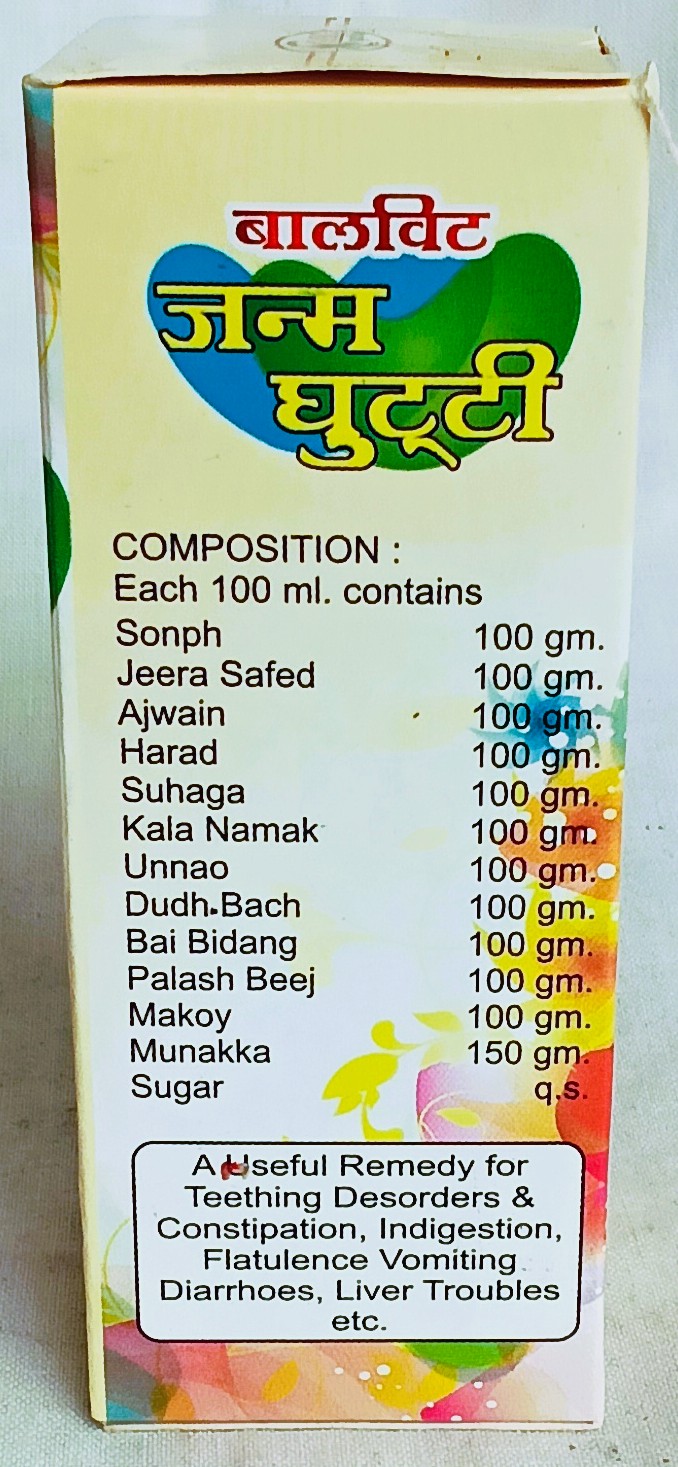 बालविट
जन्म
घुट्टी
COMPOSITION :
Each 100 ml. contains
Sonph 100 gm.
Jeera Safed 100 gm.
Ajwain 100 gm.
Harad 100 gm.
Suhaga 100 gm.
Kala Namak 100 gm.
Unnao 100 gm.
Dudh Bach 100 gm.
Bai Bidang 100 gm.
Palash Beej 100 gm.
Makoy 100 gm.
Munakka 150 gm.
Sugar q.s.
A Useful Remedy for
Teething Desorders &
Constipation, Indigestion,
Flatulence Vomiting
Diarrhoes, Liver Troubles
etc.